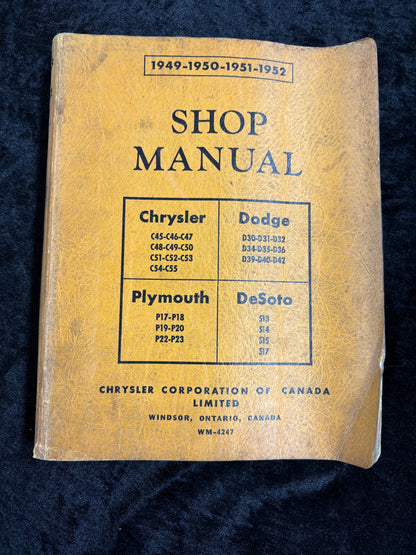 1949-1950-1951-1952
SHOP
MANUAL
Chrysler
C45-C46-C47
C48-C49-C50
C51-C52-C53
C54-C55
Dodge
D30-D31-D32
D34-D35-D36
D39-D40-D42
Plymouth
P17-P18
P19-P20
P22-P23
DeSoto
S13
S14
S15
S17
CHRYSLER CORPORATION OF CANADA
LIMITED
WINDSOR, ONTARIO, CANADA
WM-4247